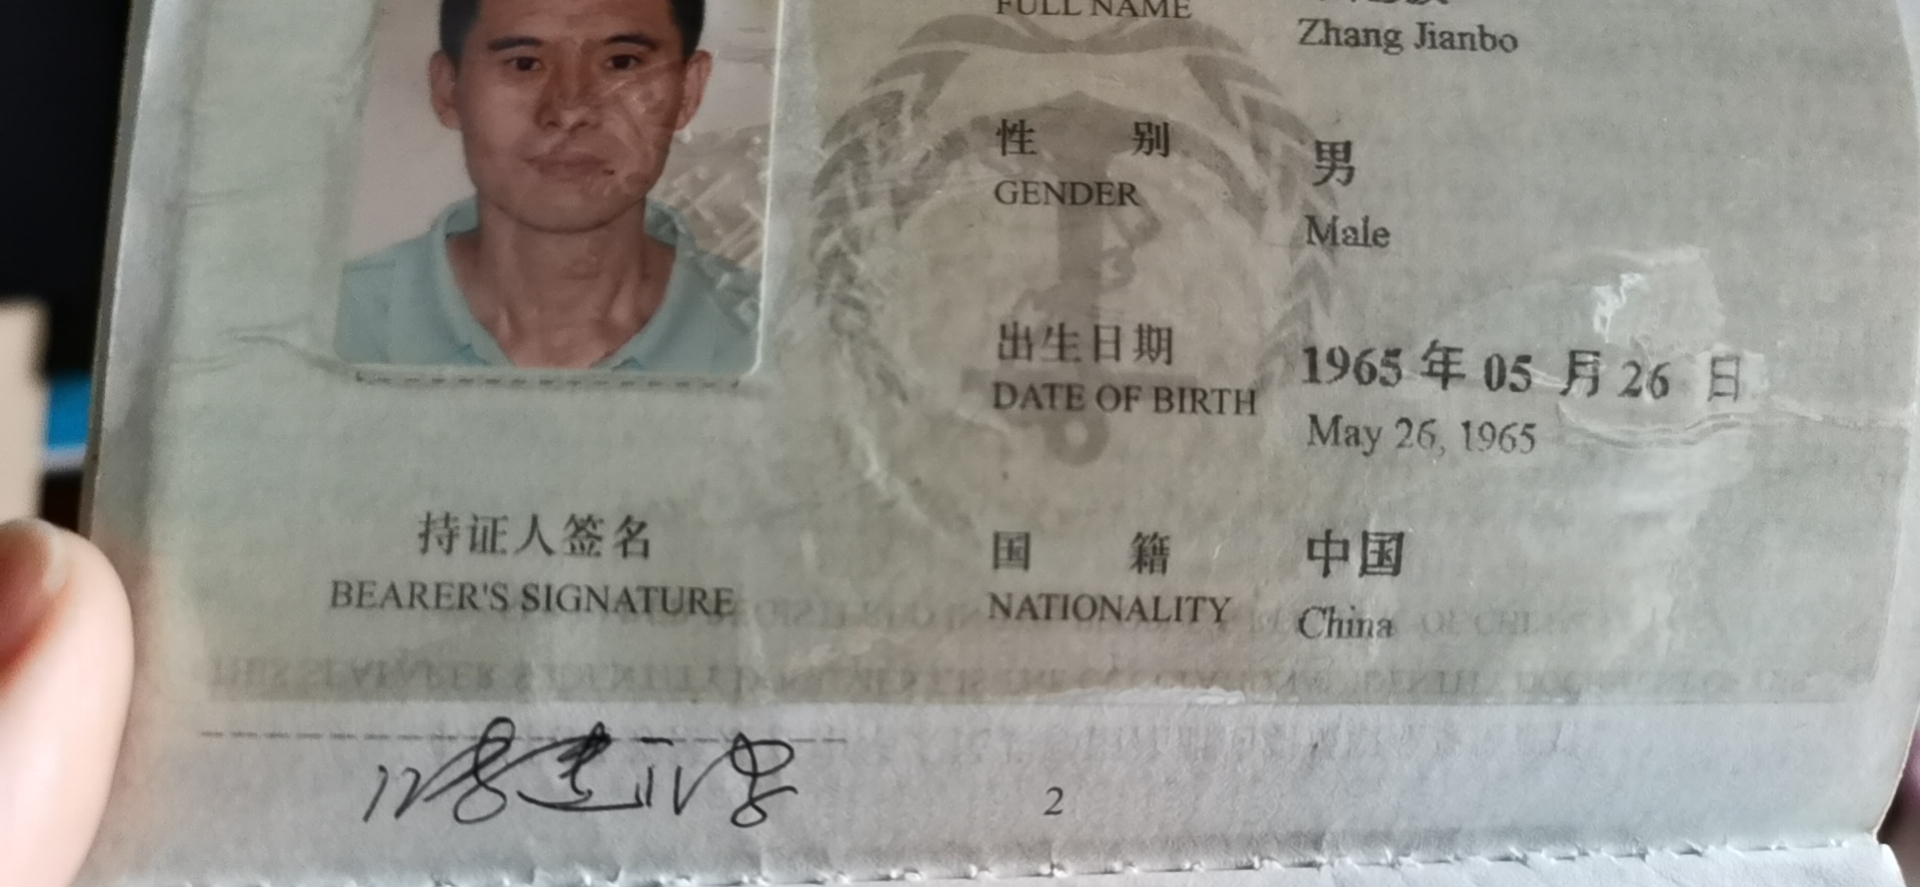 FULL NAME
Zhang Jianbo
性 别 男
GENDER Male
出生日期 1965 年 05 月 26 日
DATE OF BIRTH May 26, 1965
持证人签名
BEARER'S SIGNATURE
国 籍 中国
NATIONALITY China
2